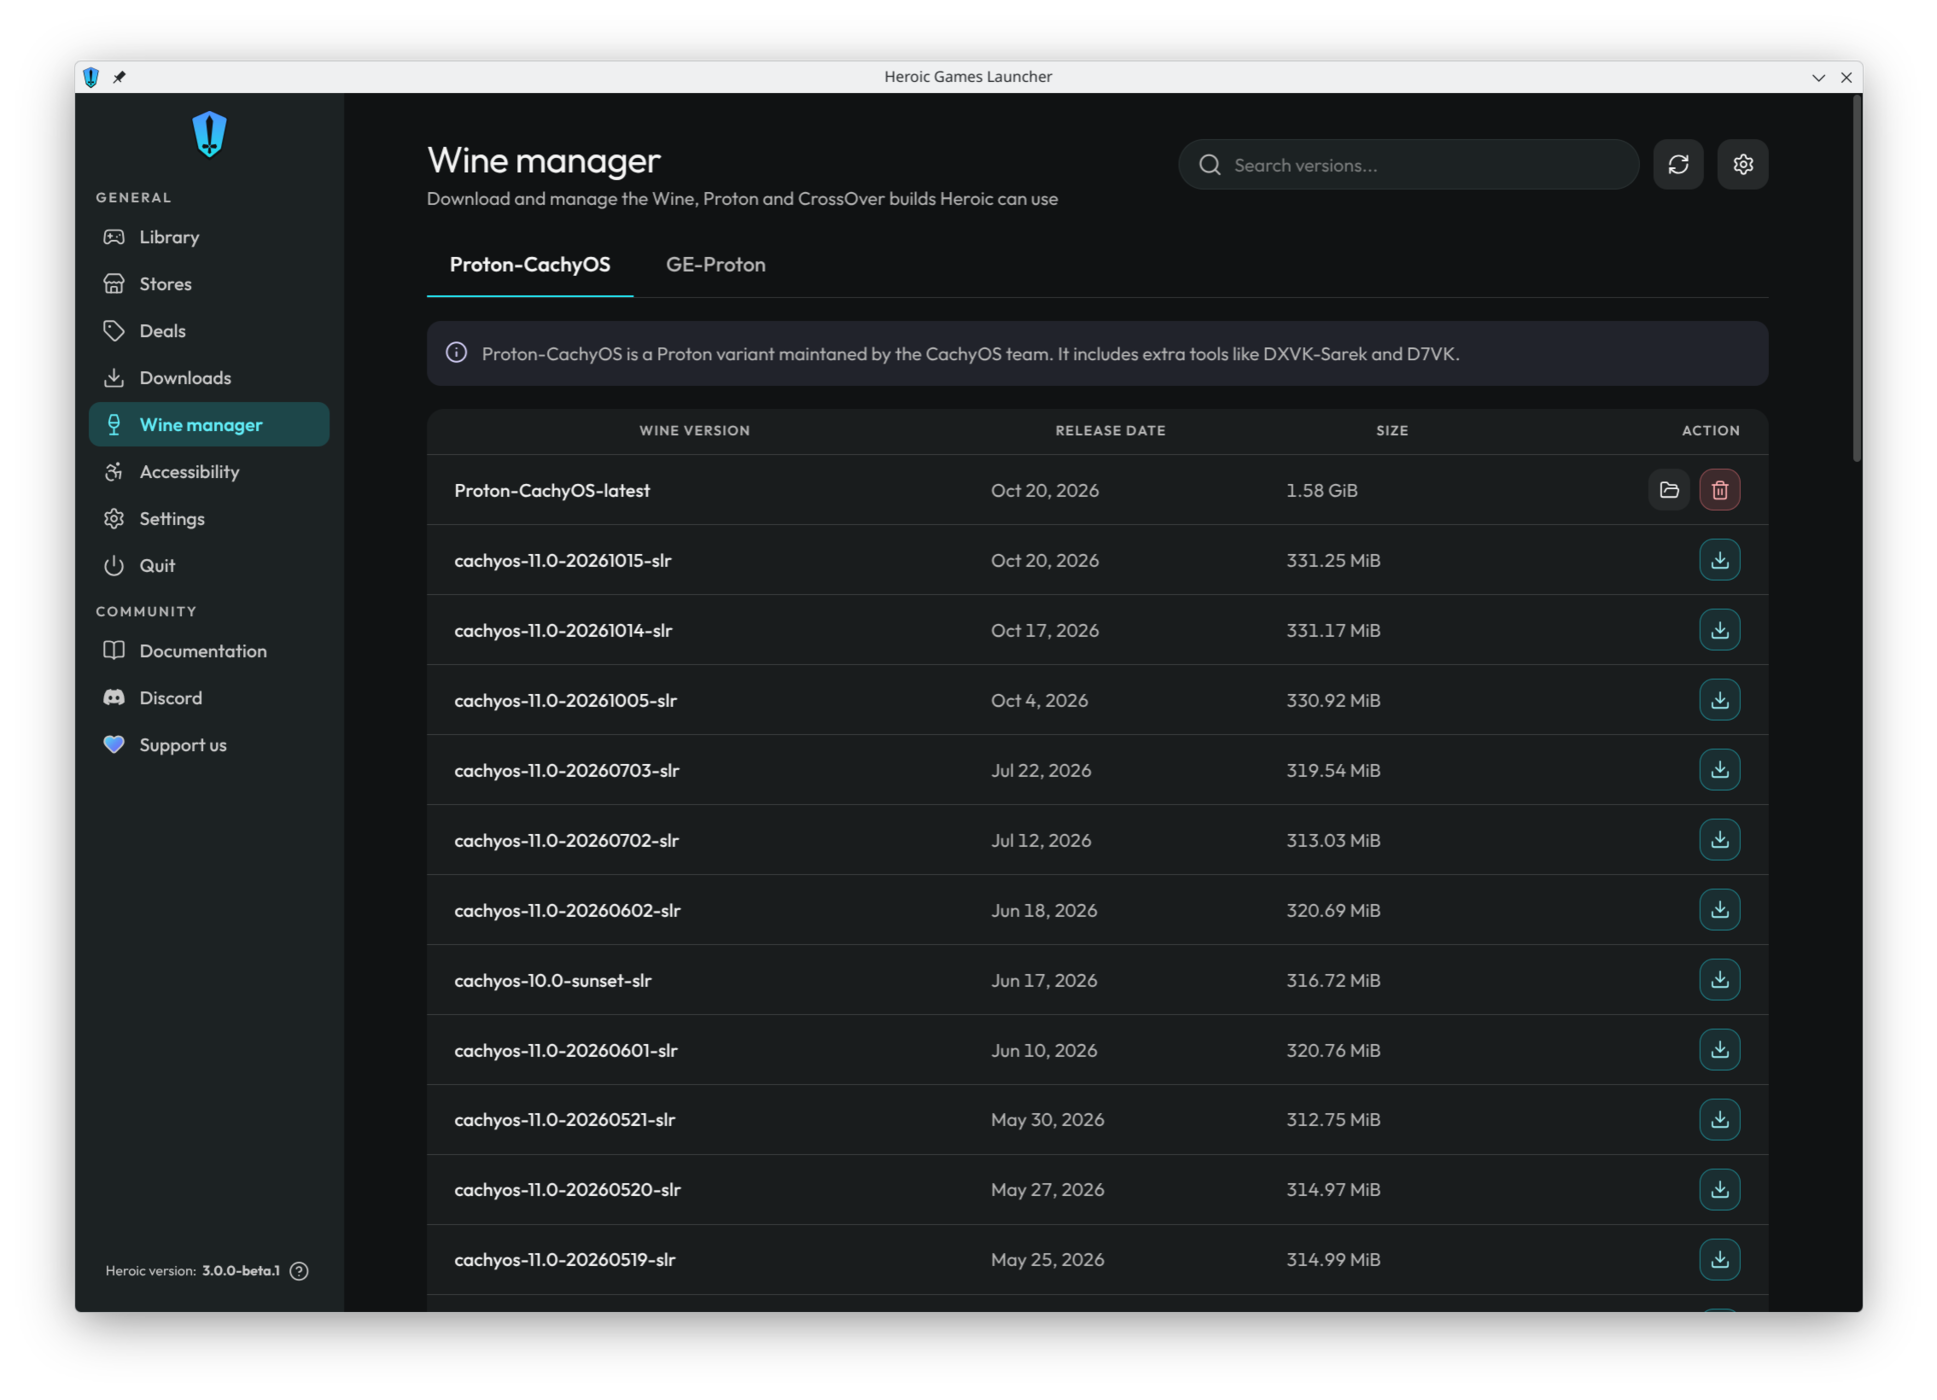 Heroic Games Launcher
GENERAL
Library
Stores
Deals
Downloads
Wine manager
Accessibility
Settings
Quit
COMMUNITY
Documentation
Discord
Support us
Heroic version: 3.0.0-beta.1
Wine manager
Download and manage the Wine, Proton and CrossOver builds Heroic can use
Search versions...
Proton-CachyOS GE-Proton
Proton-CachyOS is a Proton variant maintaned by the CachyOS team. It includes extra tools like DXVK-Sarek and D7VK.
WINE VERSION RELEASE DATE SIZE ACTION
Proton-CachyOS-latest Oct 20, 2026 1.58 GiB
cachyos-11.0-20261015-slr Oct 20, 2026 331.25 MiB
cachyos-11.0-20261014-slr Oct 17, 2026 331.17 MiB
cachyos-11.0-20261005-slr Oct 4, 2026 330.92 MiB
cachyos-11.0-20260703-slr Jul 22, 2026 319.54 MiB
cachyos-11.0-20260702-slr Jul 12, 2026 313.03 MiB
cachyos-11.0-20260602-slr Jun 18, 2026 320.69 MiB
cachyos-10.0-sunset-slr Jun 17, 2026 316.72 MiB
cachyos-11.0-20260601-slr Jun 10, 2026 320.76 MiB
cachyos-11.0-20260521-slr May 30, 2026 312.75 MiB
cachyos-11.0-20260520-slr May 27, 2026 314.97 MiB
cachyos-11.0-20260519-slr May 25, 2026 314.99 MiB